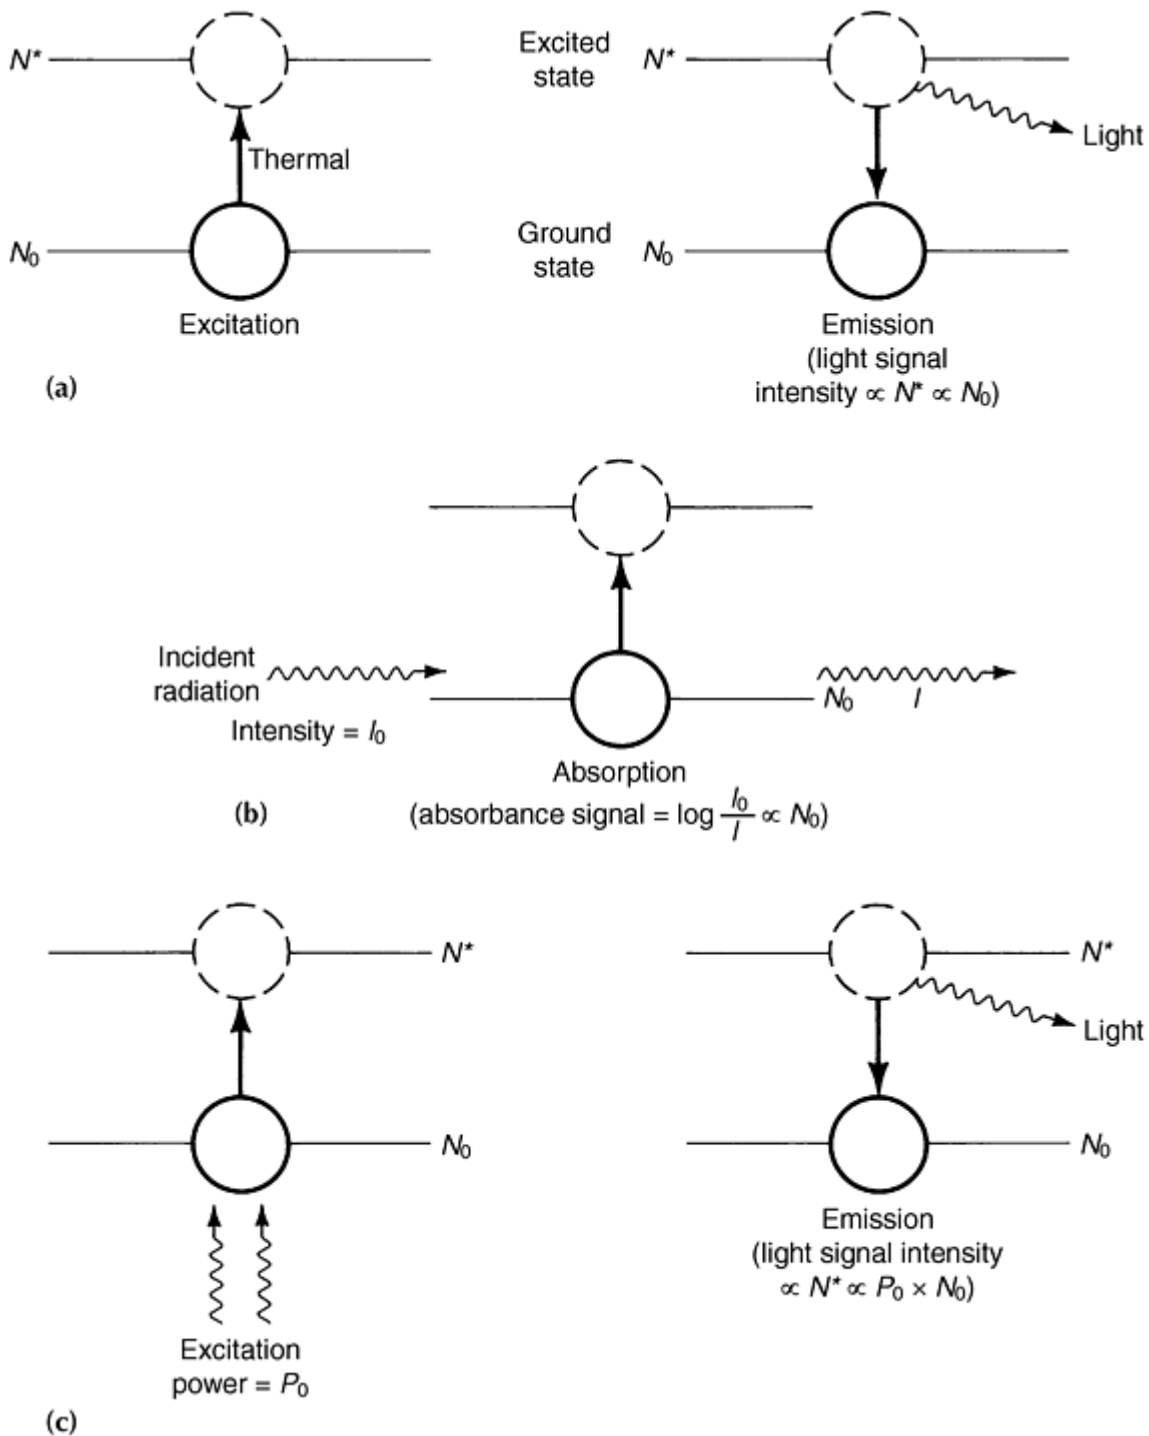 N* Excited N*
state
Thermal Light
N₀ Ground N₀
state
Excitation Emission
(light signal
(a) intensity ∝ N* ∝ N₀)
Incident
radiation
N₀ I
Intensity = I₀
Absorption
(b) (absorbance signal = log I₀/I ∝ N₀)
N* N*
Light
N₀ N₀
Emission
(light signal intensity
∝ N* ∝ P₀ × N₀)
Excitation
power = P₀
(c)